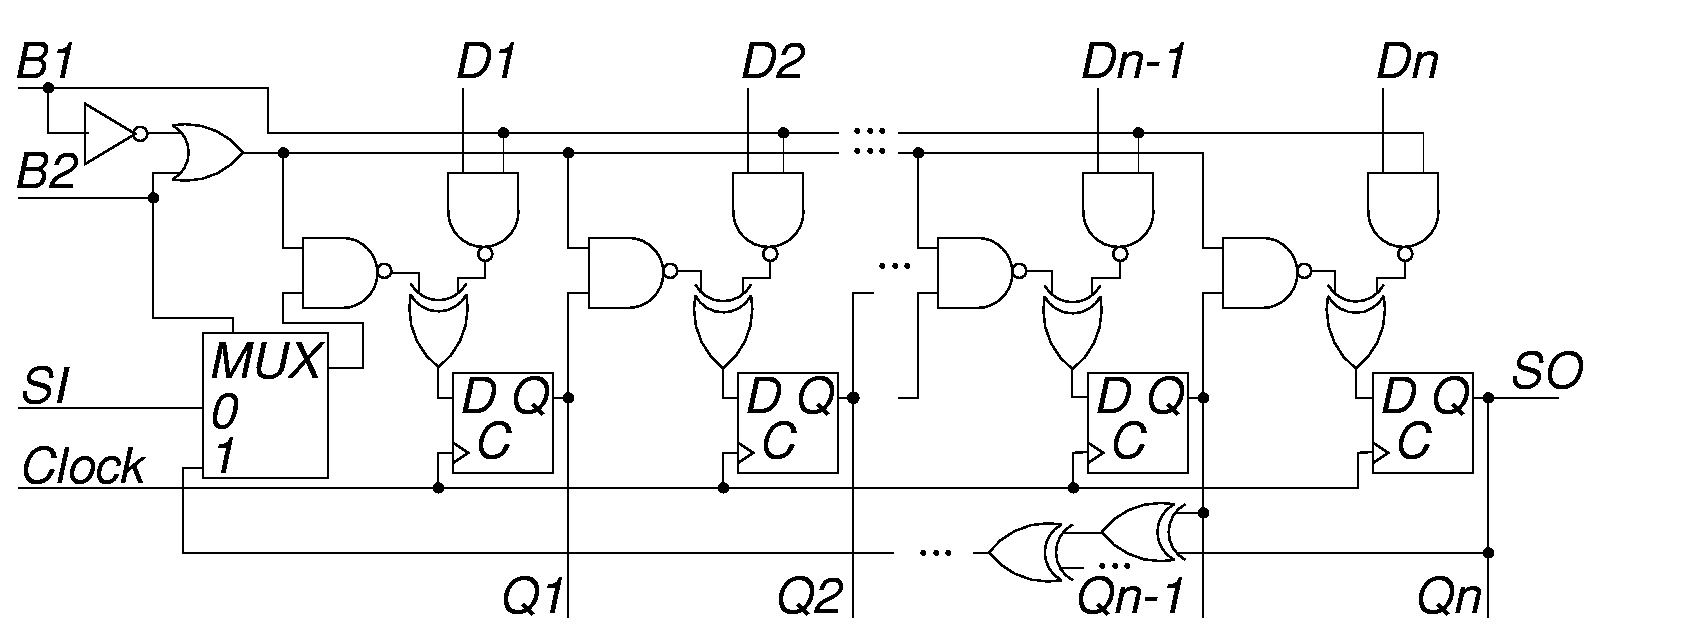 B1
D1 D2 Dn-1 Dn
... 
...
B2
...
MUX
SI
0
1
D Q
C
D Q
C
D Q
C
D Q
C
SO
Clock
...
...
Q1 Q2 Qn-1 Qn